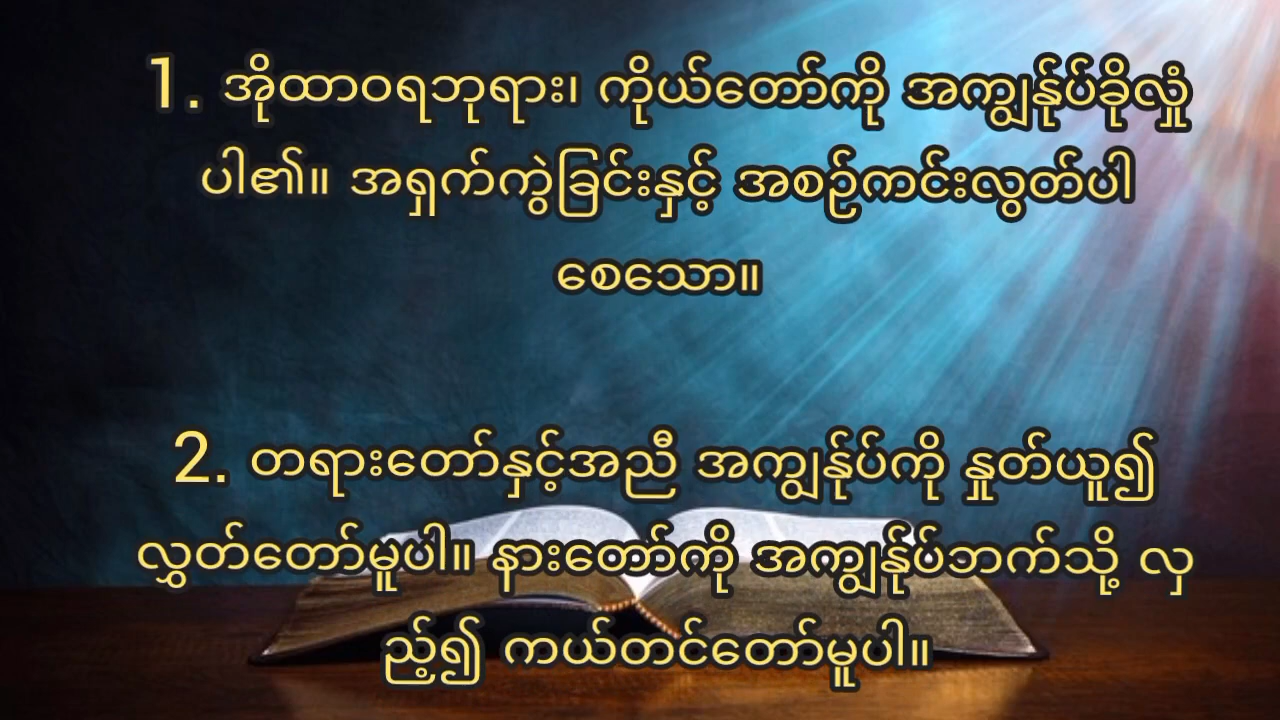 1. အိုထာဝရဘုရား၊ ကိုယ်တော်ကို အကျွန်ုပ်ခိုလှုံ
ပါ၏။ အရှက်ကွဲခြင်းနှင့် အစဉ်ကင်းလွတ်ပါ
စေသော။
2. တရားတော်နှင့်အညီ အကျွန်ုပ်ကို နှုတ်ယူ၍
လွှတ်တော်မူပါ။ နားတော်ကို အကျွန်ုပ်ဘက်သို့ လှ
ည့်၍ ကယ်တင်တော်မူပါ။